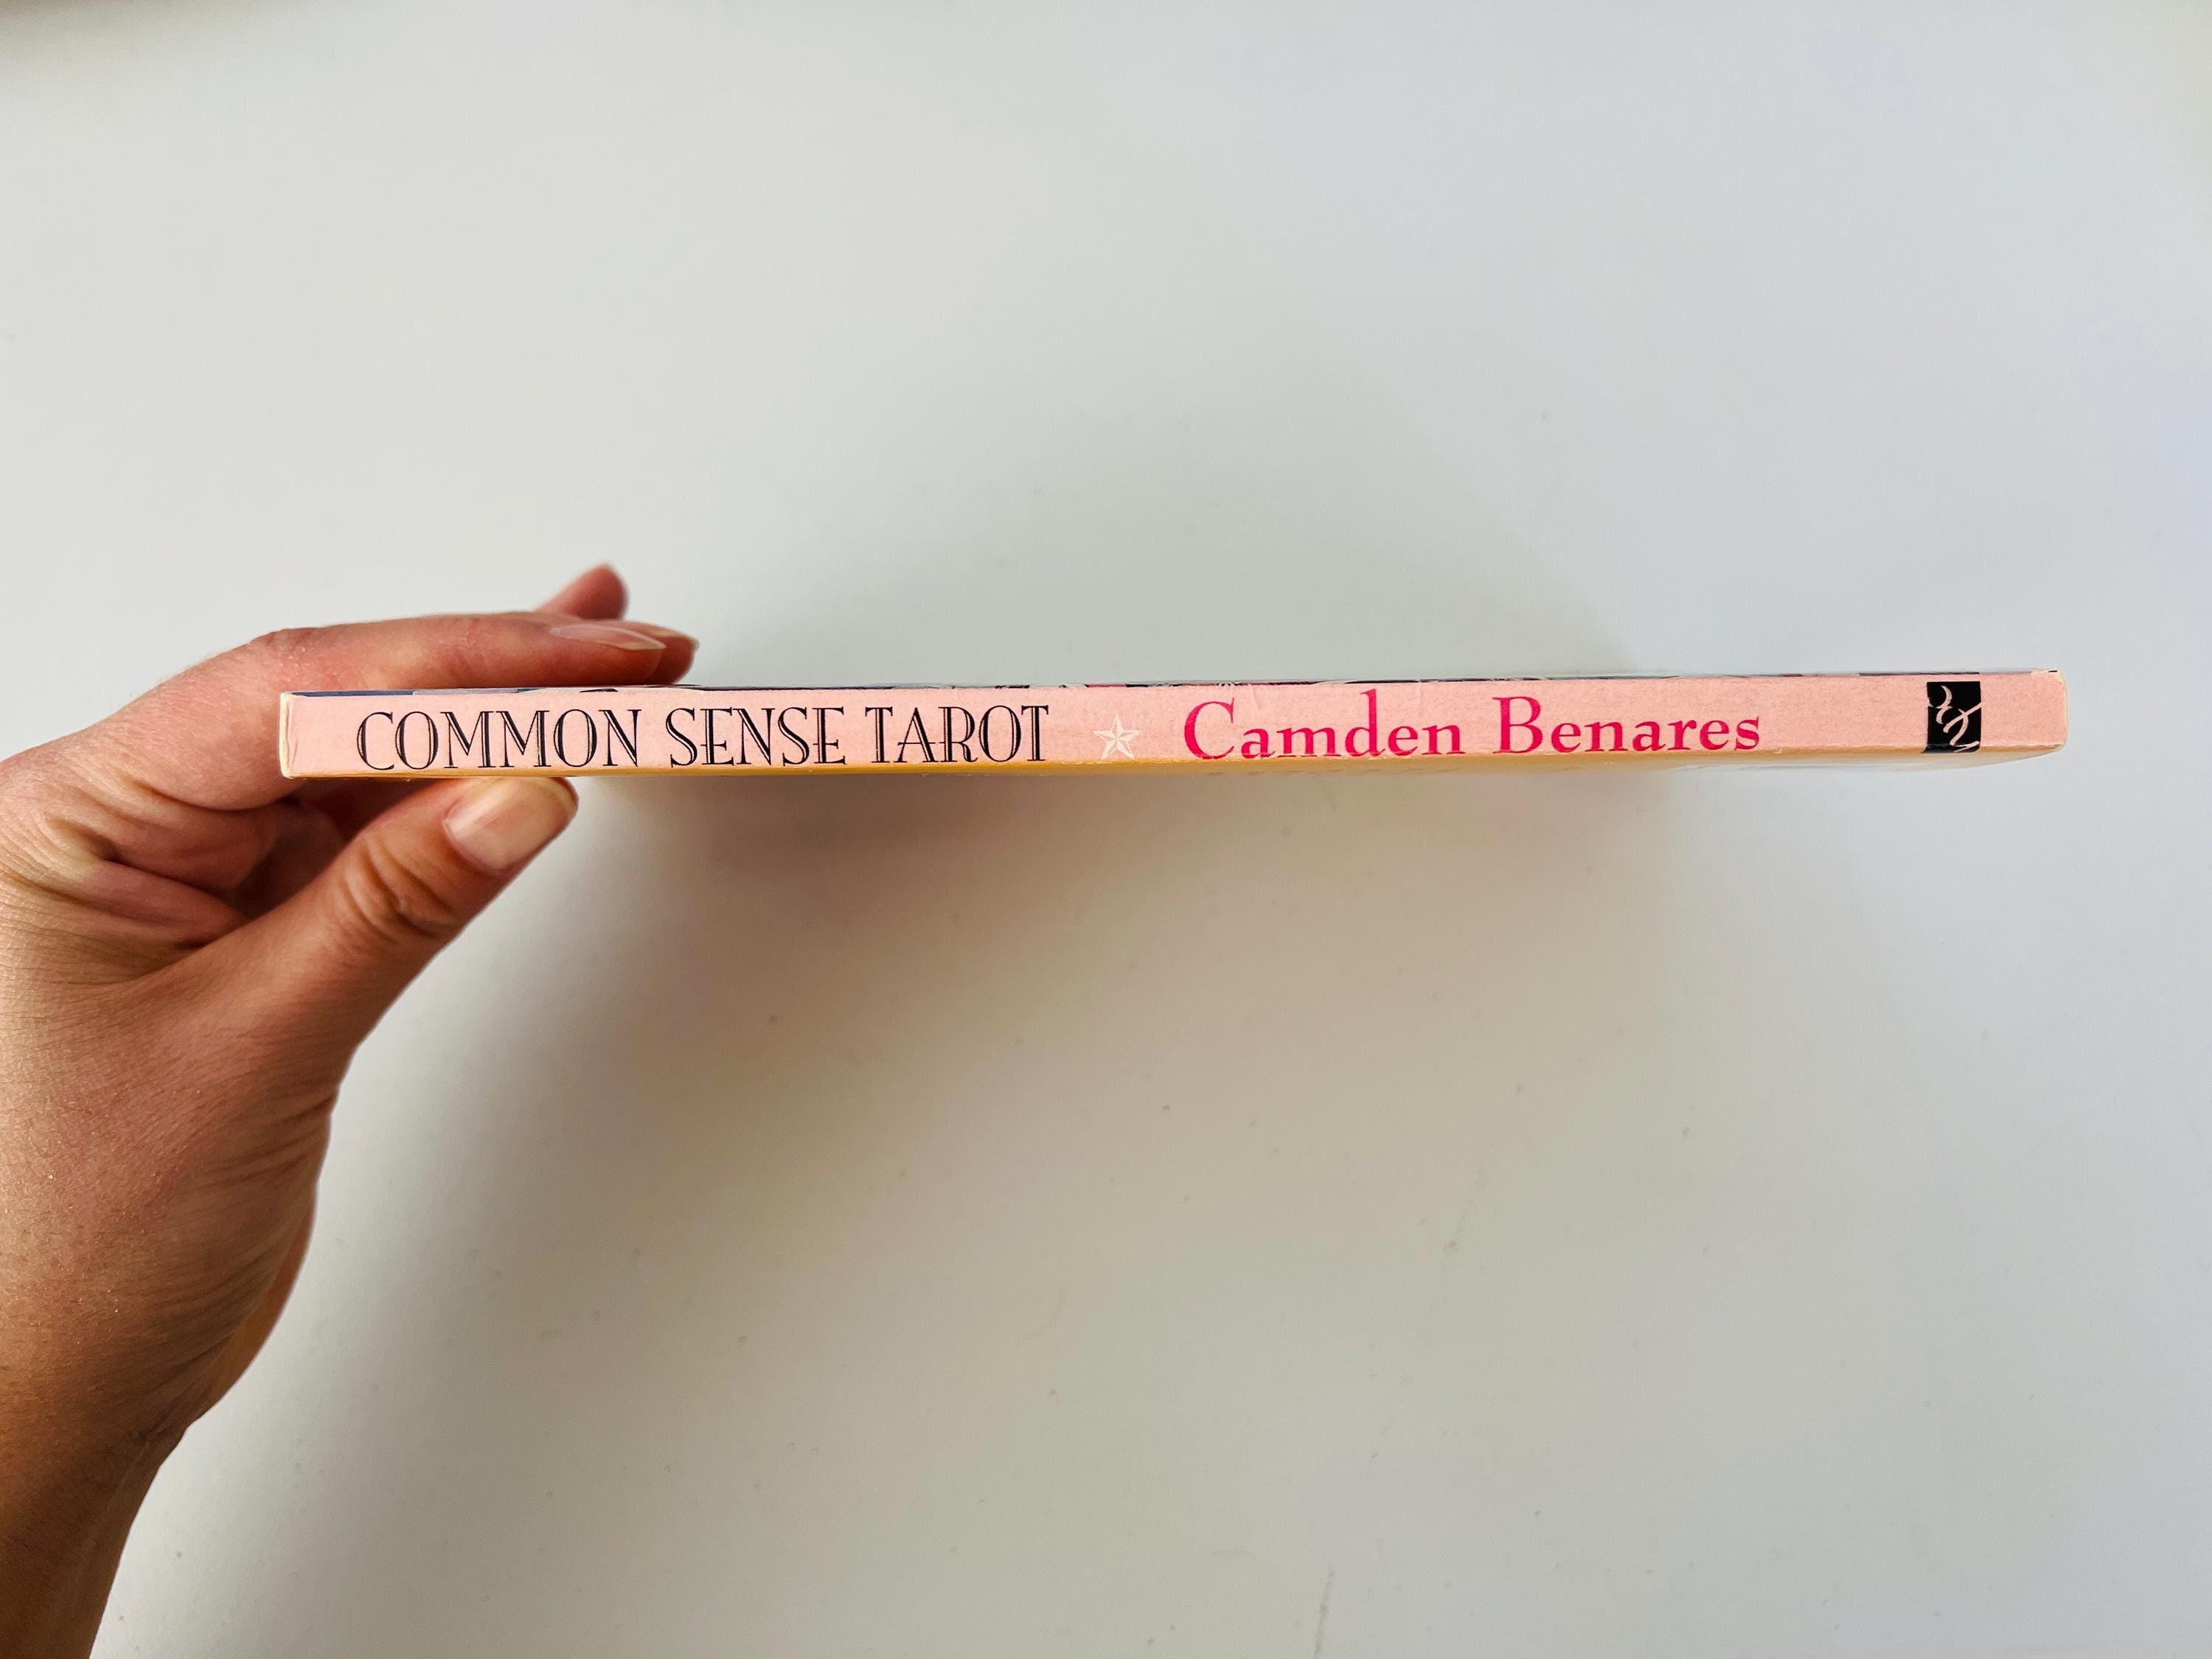 COMMON SENSE TAROT ☆ Camden Benares